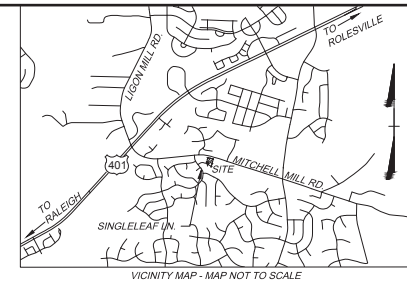 TO
ROLESVILLE
LIGON MILL RD.
401
MITCHELL MILL RD.
SITE
TO
RALEIGH
SINGLELEAF LN.
VICINITY MAP - MAP NOT TO SCALE